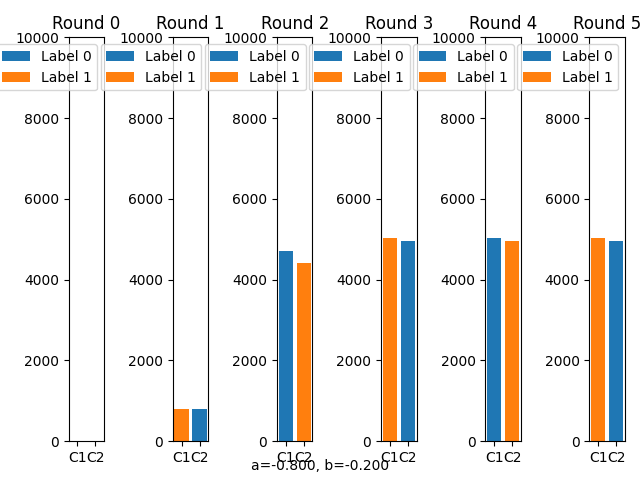 Round 0 Round 1 Round 2 Round 3 Round 4 Round 5
10000 10000 10000 10000 10000 10000
Label 0 Label 0 Label 0 Label 0 Label 0 Label 0
Label 1 Label 1 Label 1 Label 1 Label 1 Label 1
8000 8000 8000 8000 8000 8000
6000 6000 6000 6000 6000 6000
4000 4000 4000 4000 4000 4000
2000 2000 2000 2000 2000 2000
0 0 0 0 0 0
C1C2 C1C2 C1C2 C1C2 C1C2 C1C2
a=-0.800, b=-0.200